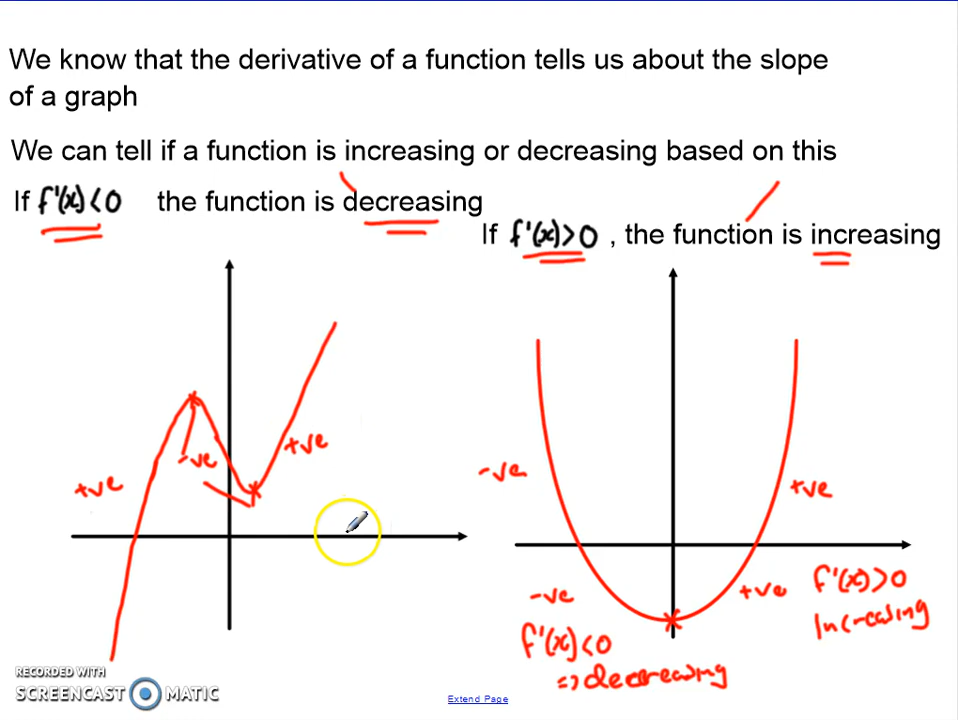 We know that the derivative of a function tells us about the slope
of a graph
We can tell if a function is increasing or decreasing based on this
If f'(x)<0 the function is decreasing
If f'(x)>0 , the function is increasing
+ve
-ve
+ve
-ve
+ve
-ve
+ve
f'(x)<0
=> decreasing
f'(x)>0
Increasing
RECORDED WITH
SCREENCAST MATIC
Extend Page